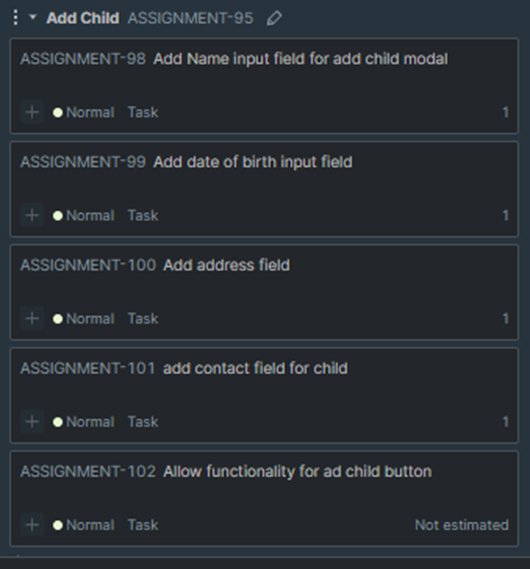 Add Child ASSIGNMENT-95
ASSIGNMENT-98 Add Name input field for add child modal
Normal Task 1
ASSIGNMENT-99 Add date of birth input field
Normal Task 1
ASSIGNMENT-100 Add address field
Normal Task 1
ASSIGNMENT-101 add contact field for child
Normal Task 1
ASSIGNMENT-102 Allow functionality for ad child button
Normal Task Not estimated